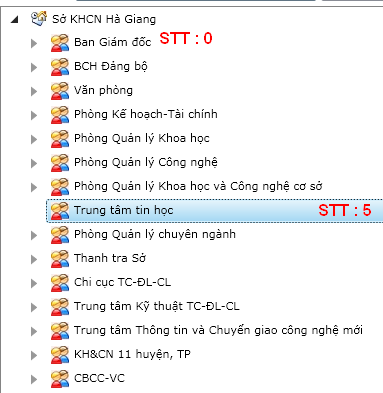 Sở KHCN Hà Giang
Ban Giám đốc STT : 0
BCH Đảng bộ
Văn phòng
Phòng Kế hoạch-Tài chính
Phòng Quản lý Khoa học
Phòng Quản lý Công nghệ
Phòng Quản lý Khoa học và Công nghệ cơ sở
Trung tâm tin học STT : 5
Phòng Quản lý chuyên ngành
Thanh tra Sở
Chi cục TC-ĐL-CL
Trung tâm Kỹ thuật TC-ĐL-CL
Trung tâm Thông tin và Chuyển giao công nghệ mới
KH&CN 11 huyện, TP
CBCC-VC